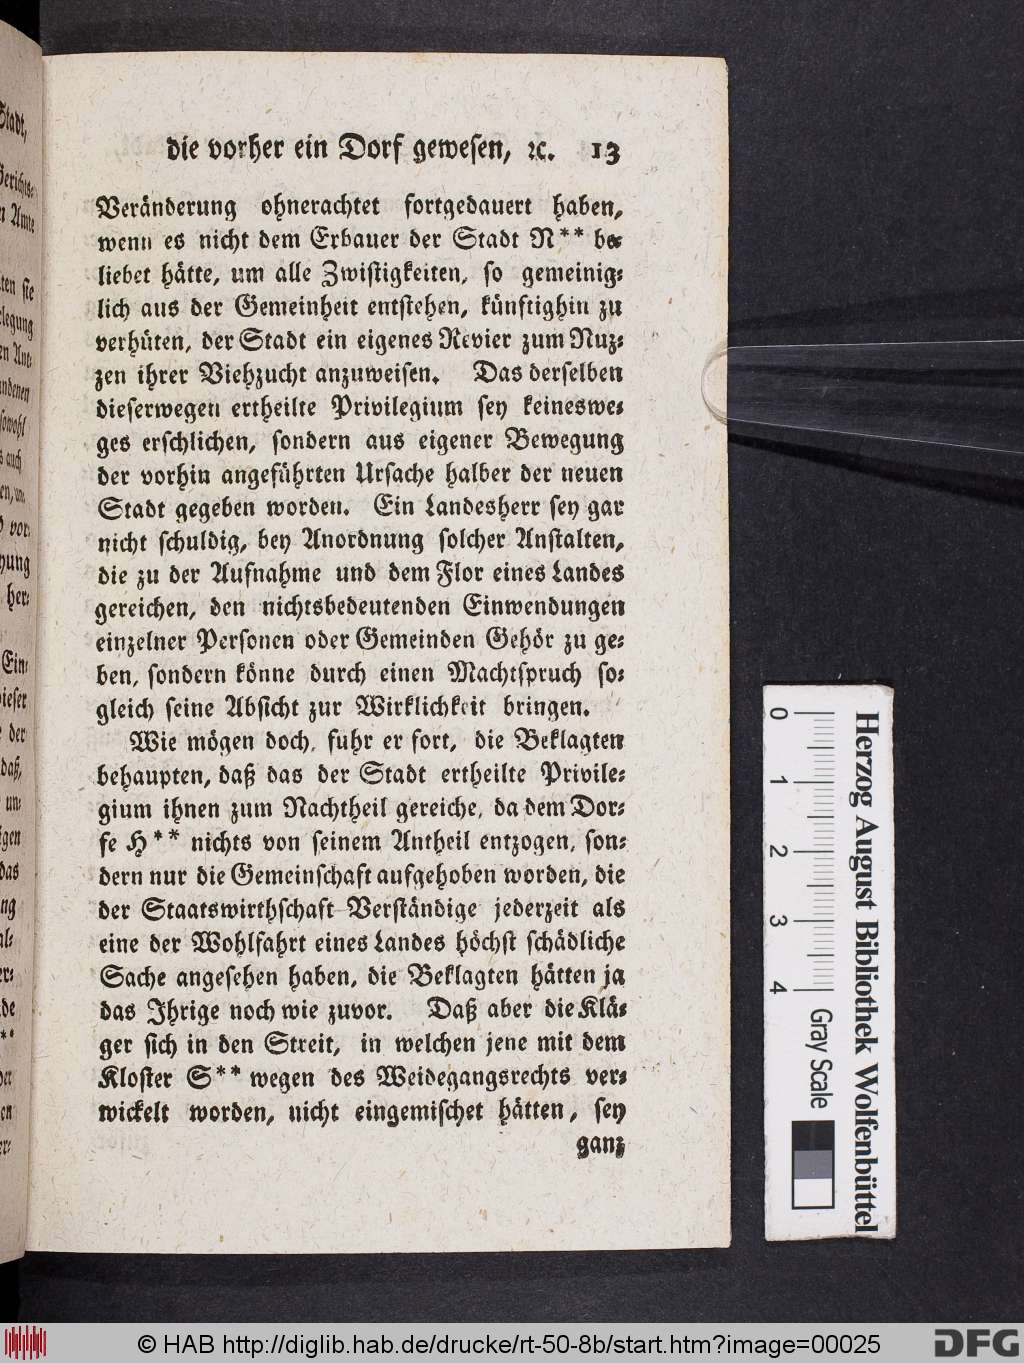 die vorher ein Dorf gewesen, ꝛc. 13
Veränderung ohnerachtet fortgedauert haben,
wenn es nicht dem Erbauer der Stadt N** be-
liebet hätte, um alle Zwistigkeiten, so gemeinig-
lich aus der Gemeinheit entstehen, künftighin zu
verhüten, der Stadt ein eigenes Revier zum Nuz-
zen ihrer Viehzucht anzuweisen. Das derselben
dieserwegen ertheilte Privilegium sey keineswe-
ges erschlichen, sondern aus eigener Bewegung
der vorhin angeführten Ursache halber der neuen
Stadt gegeben worden. Ein Landesherr sey gar
nicht schuldig, bey Anordnung solcher Anstalten,
die zu der Aufnahme und dem Flor eines Landes
gereichen, den nichtsbedeutenden Einwendungen
einzelner Personen oder Gemeinden Gehör zu ge-
ben, sondern könne durch einen Machtspruch so-
gleich seine Absicht zur Wirklichkeit bringen.
Wie mögen doch, fuhr er fort, die Beklagten
behaupten, daß das der Stadt ertheilte Privile-
gium ihnen zum Nachtheil gereiche, da dem Dor-
fe H** nichts von seinem Antheil entzogen, son-
dern nur die Gemeinschaft aufgehoben worden, die
der Staatswirthschaft Verständige jederzeit als
eine der Wohlfahrt eines Landes höchst schädliche
Sache angesehen haben, die Beklagten hätten ja
das Ihrige noch wie zuvor. Daß aber die Klä-
ger sich in den Streit, in welchen jene mit dem
Kloster S** wegen des Weidegangsrechts ver-
wickelt worden, nicht eingemischet hätten, sey
ganz
Herzog August Bibliothek Wolfenbüttel
0 1 2 3 4 Gray Scale
© HAB http://diglib.hab.de/drucke/rt-50-8b/start.htm?image=00025
DFG